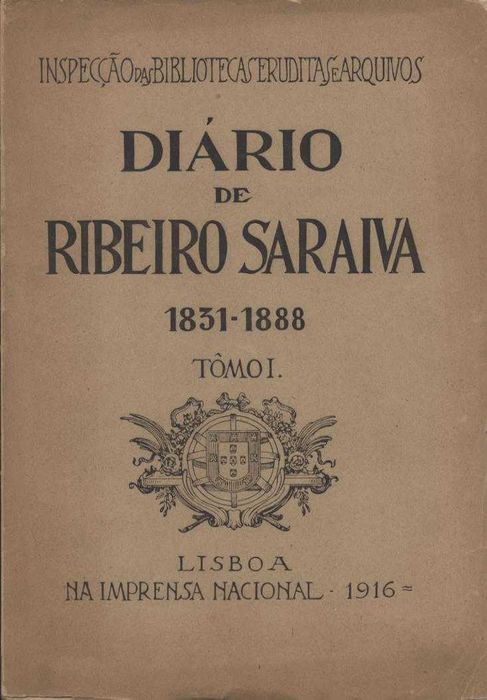 INSPECÇÃO DAS BIBLIOTECAS ERUDITAS E ARQUIVOS
DIÁRIO
DE
RIBEIRO SARAIVA
1831-1888
TÔMO I.
LISBOA
NA IMPRENSA NACIONAL · 1916 =